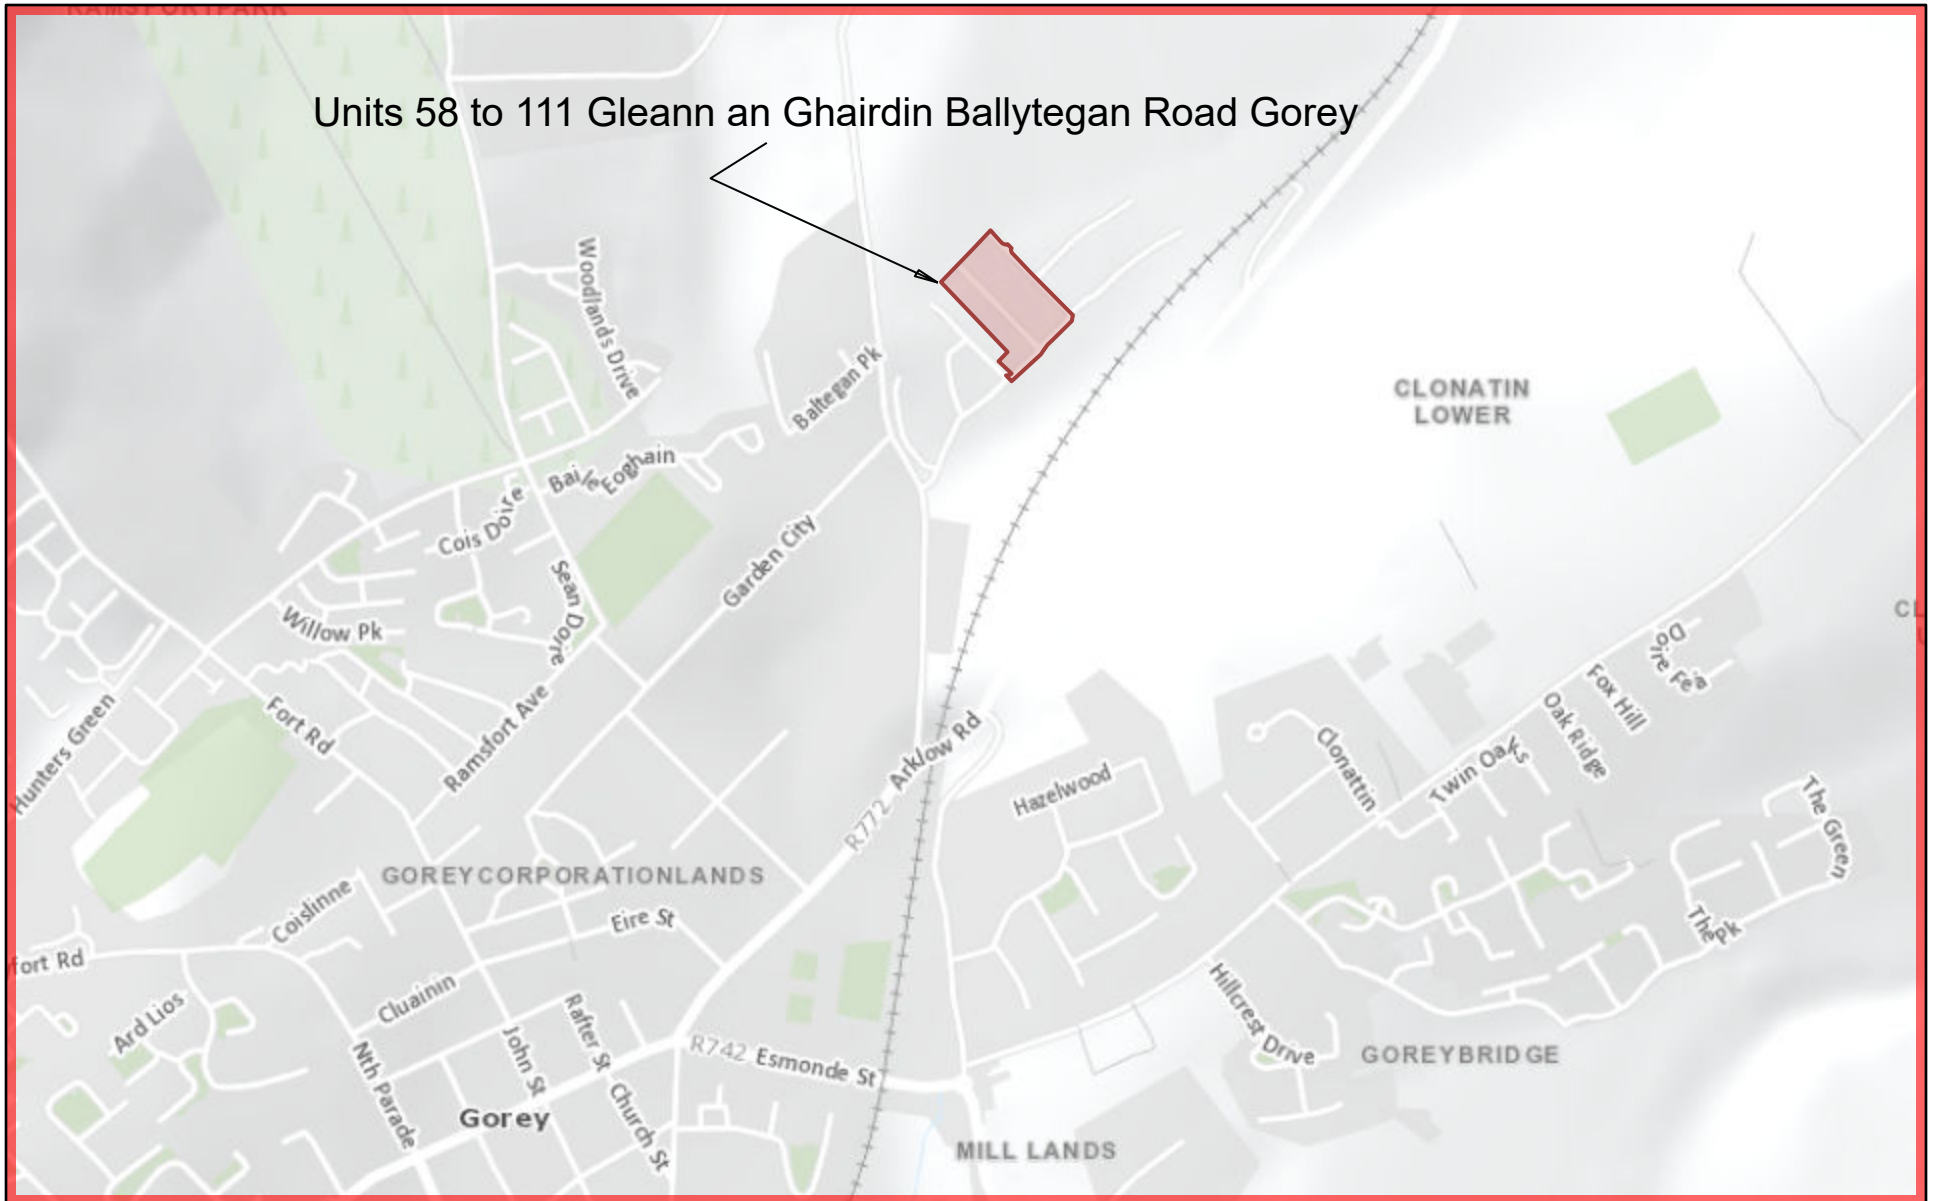 RAMSFORTPARK
Units 58 to 111 Gleann an Ghairdin Ballytegan Road Gorey
Woodlands Drive
Baltegan Pk
CLONATIN
LOWER
Baile Eoghain
Cois Doire
Garden City
Sean Doire
Willow Pk
CL
Doire Feis
Fox Hill
Oak Ridge
Hunters Green
Fort Rd
Ramsfort Ave
R772 Arklow Rd
Clonattin
Twin Oaks
Hazelwood
The Green
GOREYCORPORATIONLANDS
Coislinne
Eire St
The Pk
fort Rd
Cluainin
Ard Lios
Hillcrest Drive
Rafter St
John St
Nth Parade
R742 Esmonde St
GOREYBRIDGE
Gorey
Church St
MILL LANDS